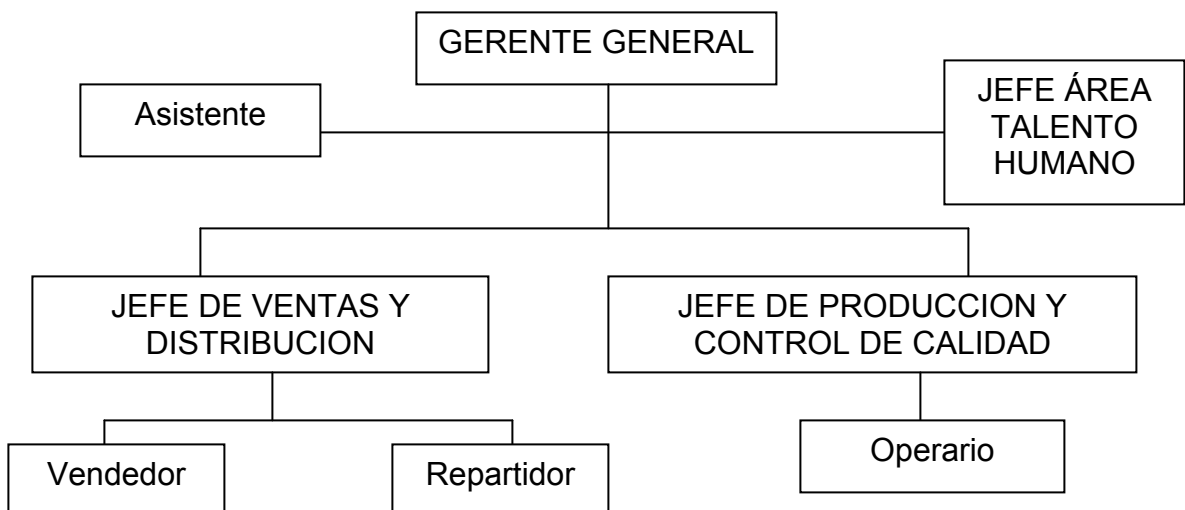 GERENTE GENERAL
Asistente
JEFE ÁREA
TALENTO
HUMANO
JEFE DE VENTAS Y
DISTRIBUCION
JEFE DE PRODUCCION Y
CONTROL DE CALIDAD
Vendedor
Repartidor
Operario